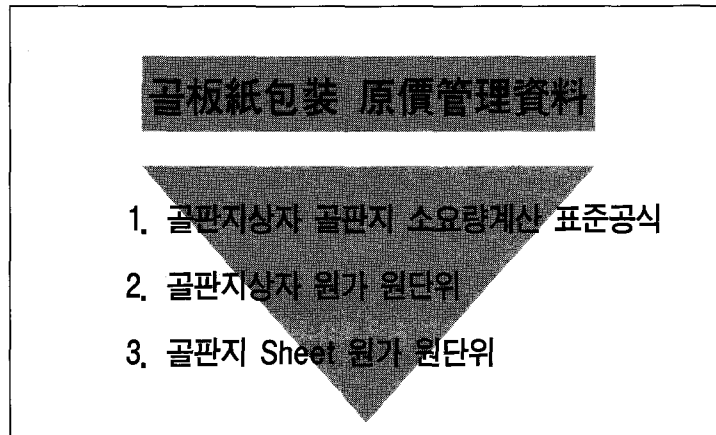 골板紙包裝 原價管理資料
1. 골판지상자 골판지 소요량계산 표준공식
2. 골판지상자 원가 원단위
3. 골판지 Sheet 원가 원단위